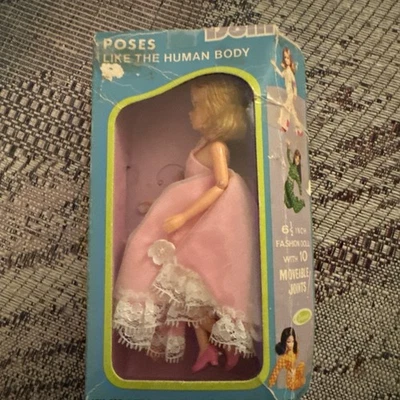 POSES
LIKE THE HUMAN BODY
6½ INCH
FASHION DOLL
WITH 10
MOVEABLE
JOINTS